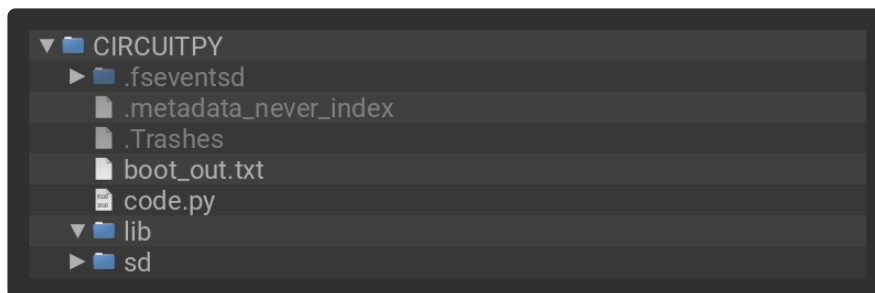 CIRCUITPY
.fseventsd
.metadata_never_index
.Trashes
boot_out.txt
code.py
lib
sd